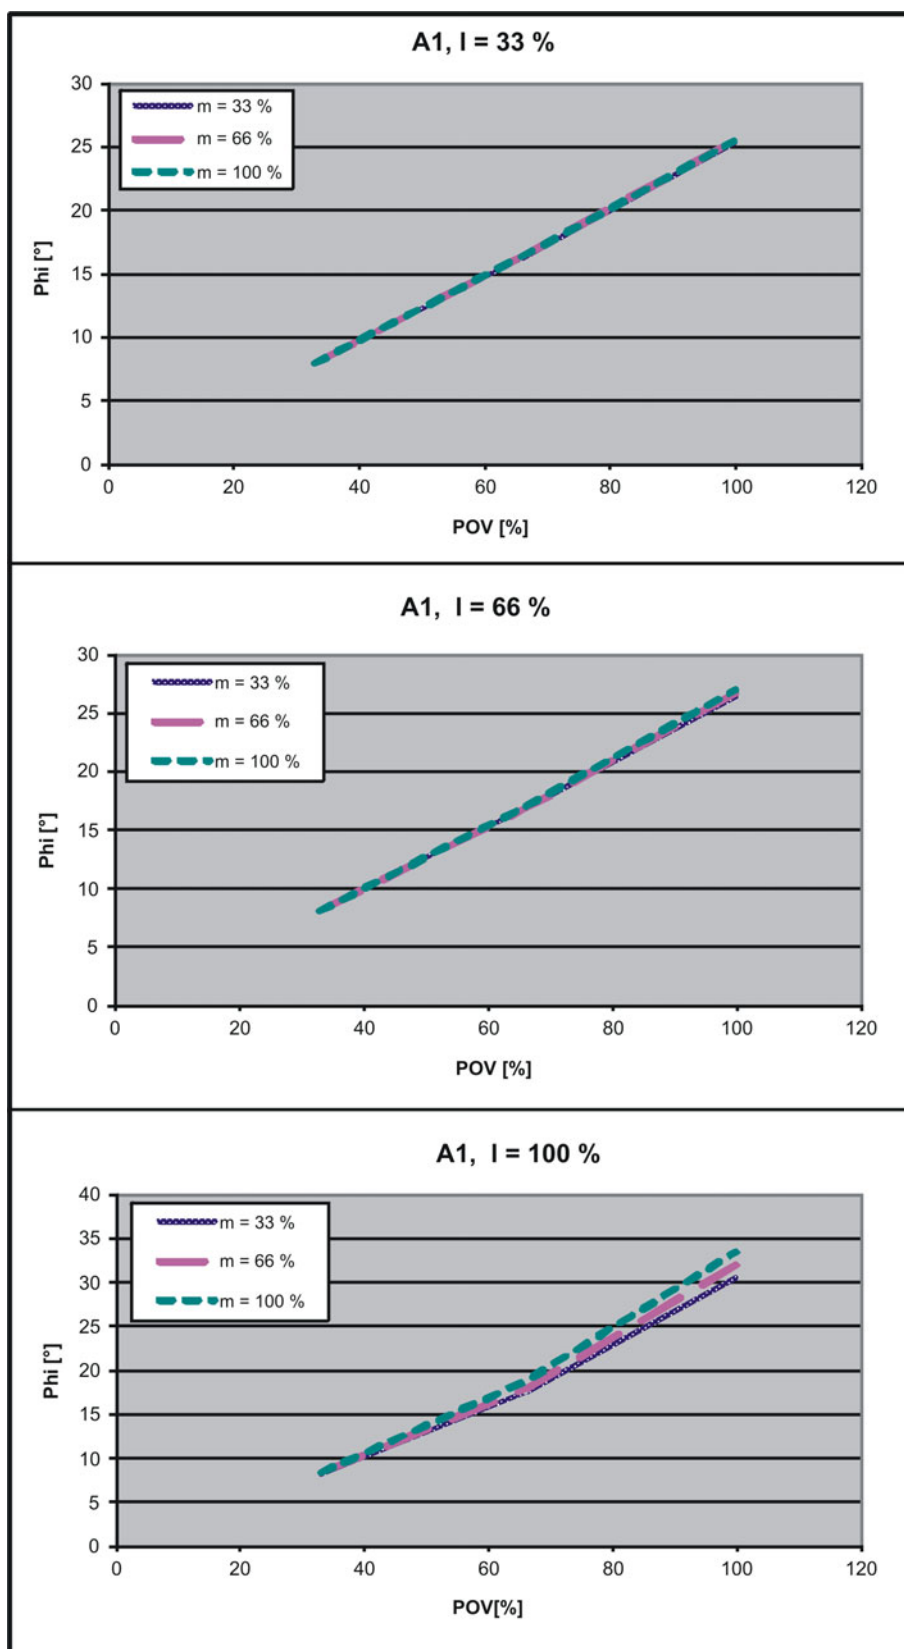 A1, l = 33 %
30
25
20
15
10
5
0
Phi [°]
m = 33 %
m = 66 %
m = 100 %
0 20 40 60 80 100 120
POV [%]
A1, l = 66 %
30
25
20
15
10
5
0
Phi [°]
m = 33 %
m = 66 %
m = 100 %
0 20 40 60 80 100 120
POV [%]
A1, l = 100 %
40
35
30
25
20
15
10
5
0
Phi [°]
m = 33 %
m = 66 %
m = 100 %
0 20 40 60 80 100 120
POV[%]